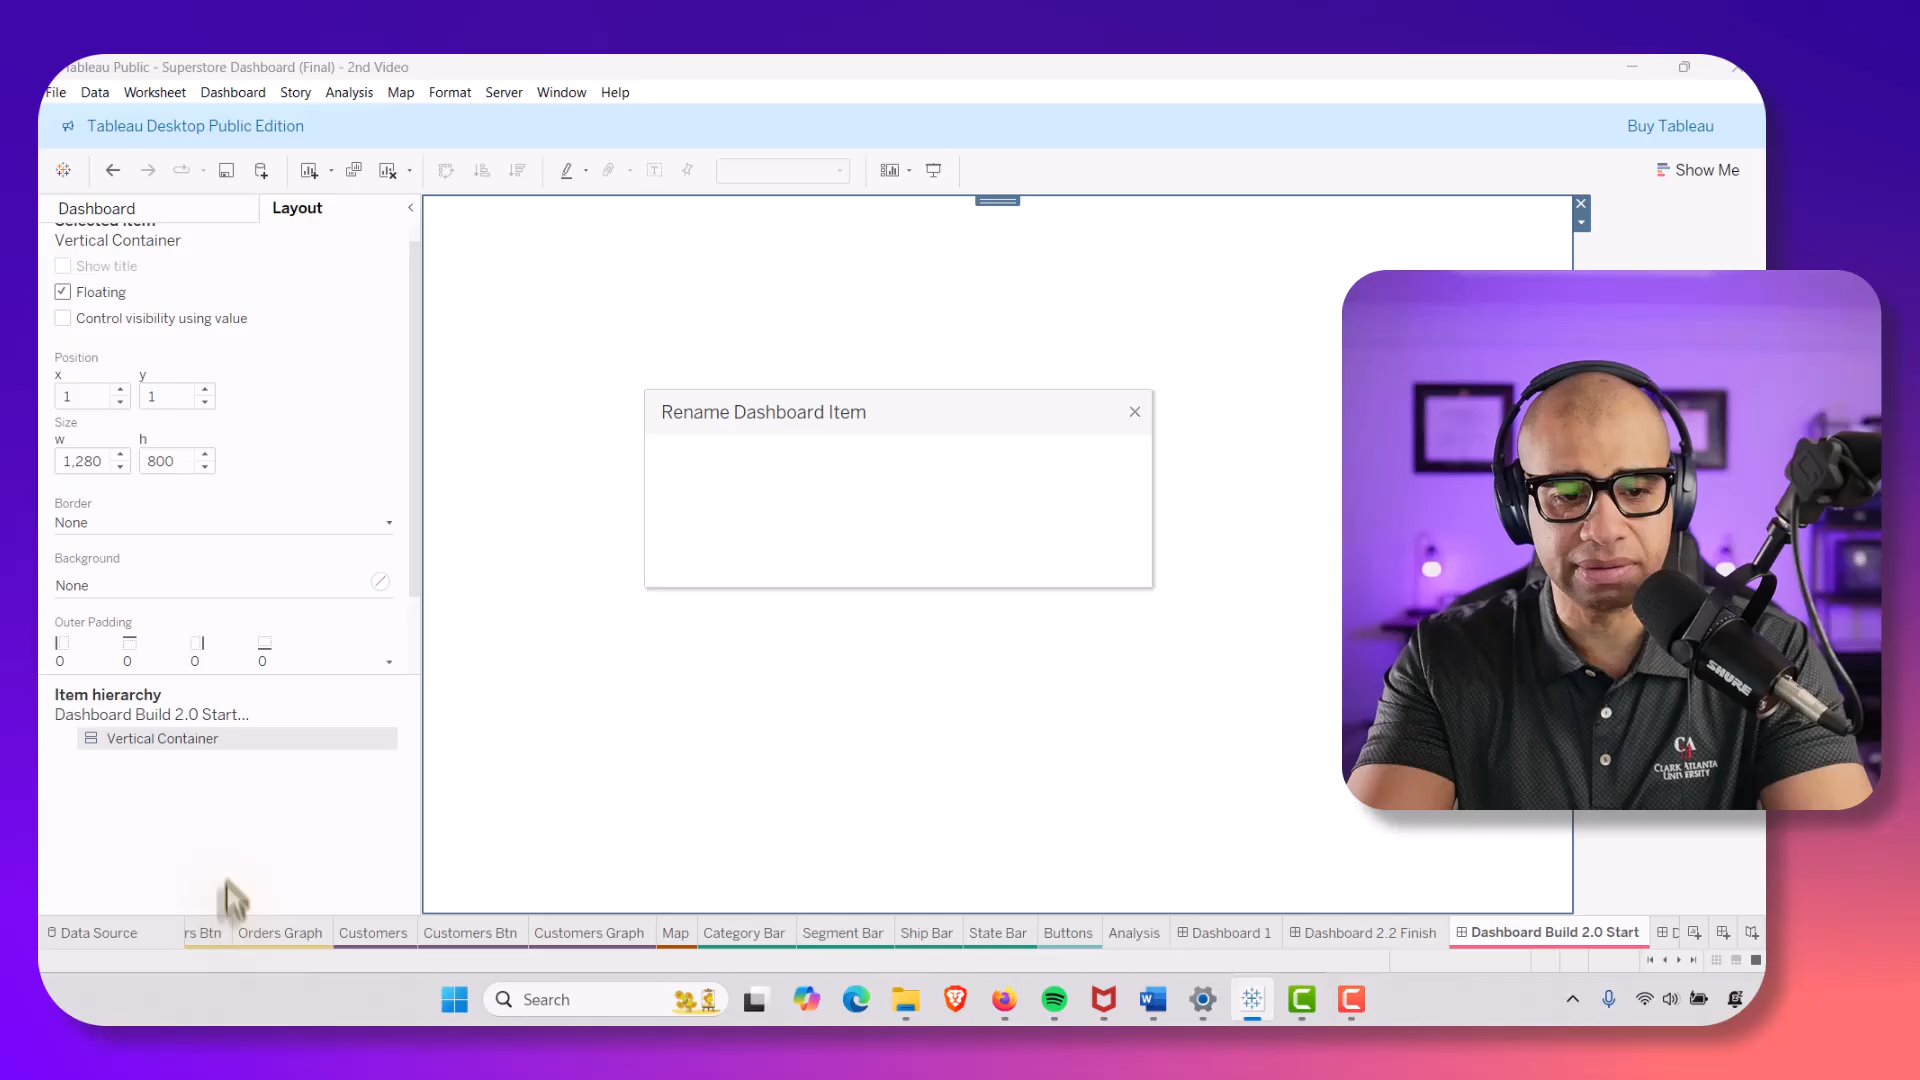 Tableau Public - Superstore Dashboard (Final) - 2nd Video
File Data Worksheet Dashboard Story Analysis Map Format Server Window Help
Tableau Desktop Public Edition
Buy Tableau
Show Me
Dashboard Layout
Selected item
Vertical Container
Show title
Floating
Control visibility using value
Position
x y
1 1
Size
w h
1,280 800
Border
None
Background
None
Outer Padding
0 0 0 0
Item hierarchy
Dashboard Build 2.0 Start...
Vertical Container
Rename Dashboard Item
SHURE
CA
CLARK ATLANTA
UNIVERSITY
Data Source rs Btn Orders Graph Customers Customers Btn Customers Graph Map Category Bar Segment Bar Ship Bar State Bar Buttons Analysis Dashboard 1 Dashboard 2.2 Finish Dashboard Build 2.0 Start D
Search